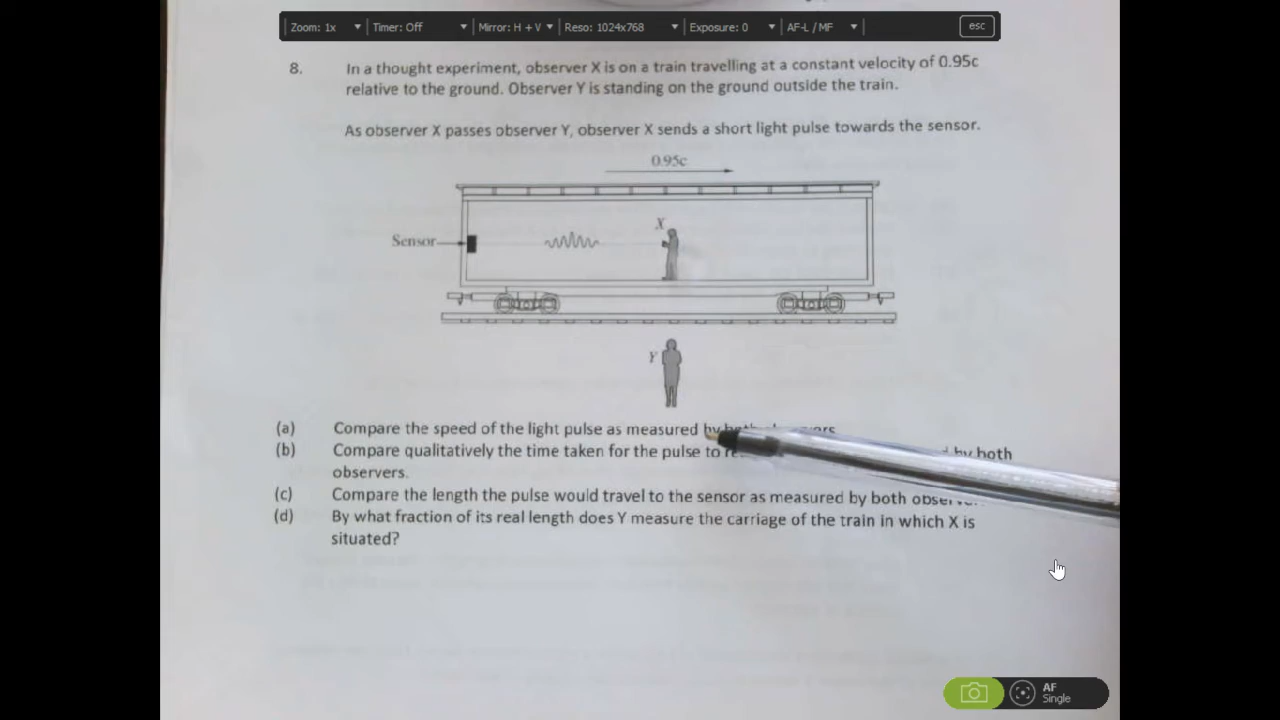 Zoom: 1x Timer: Off Mirror: H + V Reso: 1024x768 Exposure: 0 AF-L / MF esc
8. In a thought experiment, observer X is on a train travelling at a constant velocity of 0.95c
relative to the ground. Observer Y is standing on the ground outside the train.
As observer X passes observer Y, observer X sends a short light pulse towards the sensor.
0.95c
X
Sensor
Y
(a) Compare the speed of the light pulse as measured by
(b) Compare qualitatively the time taken for the pulse to by both
observers.
(c) Compare the length the pulse would travel to the sensor as measured by both
(d) By what fraction of its real length does Y measure the carriage of the train in which X is
situated?
AF
Single